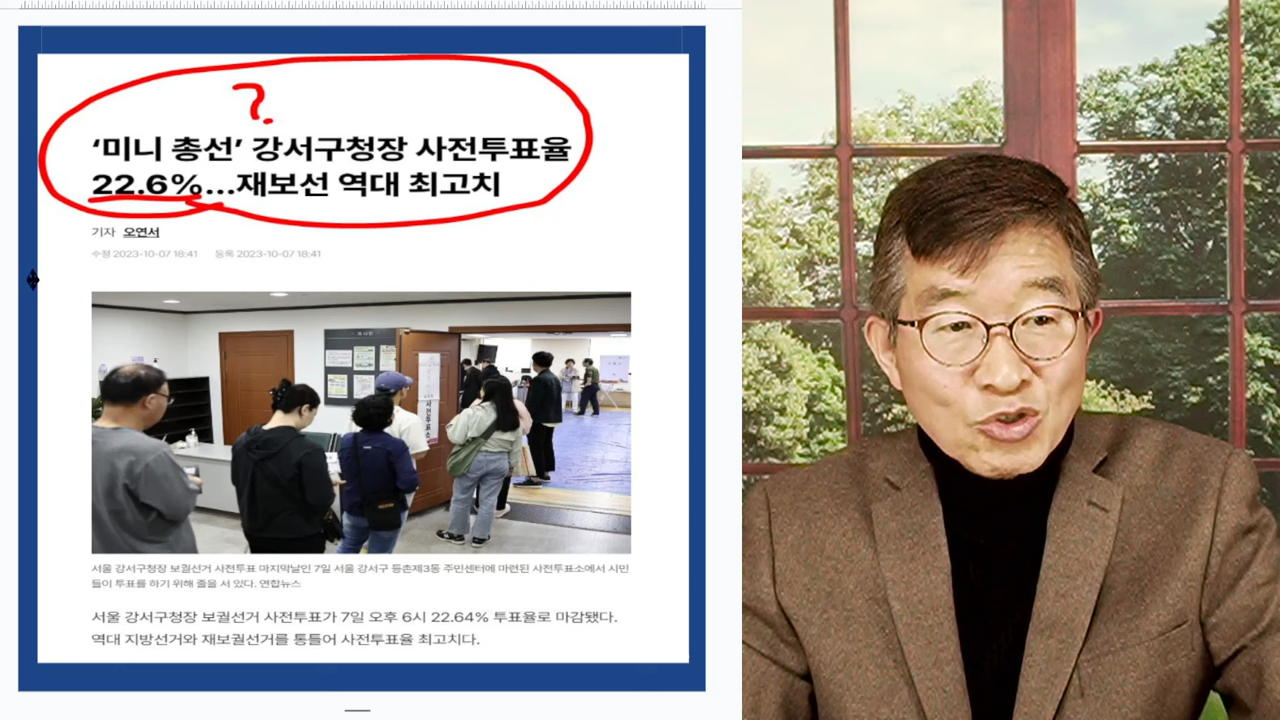 ?
‘미니 총선’ 강서구청장 사전투표율
22.6%…재보선 역대 최고치
기자 오연서
수정 2023-10-07 18:41 등록 2023-10-07 18:41
사전투표소
서울 강서구청장 보궐선거 사전투표 마지막날인 7일 서울 강서구 등촌제3동 주민센터에 마련된 사전투표소에서 시민
들이 투표를 하기 위해 줄을 서 있다. 연합뉴스
서울 강서구청장 보궐선거 사전투표가 7일 오후 6시 22.64% 투표율로 마감됐다.
역대 지방선거와 재보궐선거를 통틀어 사전투표율 최고치다.